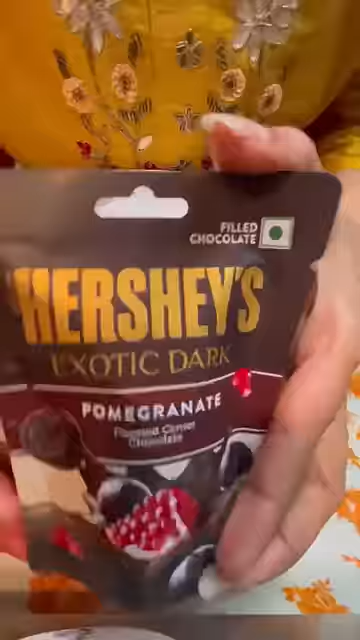 FILLED
CHOCOLATE
HERSHEY'S
EXOTIC DARK
POMEGRANATE
Flavored Center
Chocolate